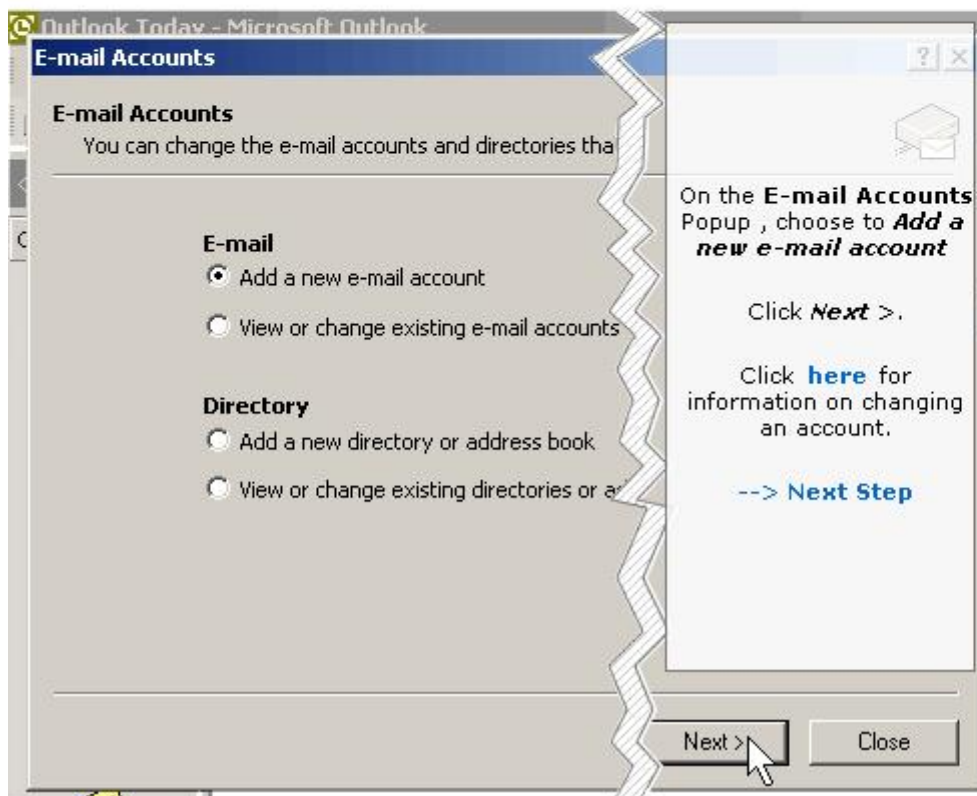 Outlook Today - Microsoft Outlook
E-mail Accounts
E-mail Accounts
You can change the e-mail accounts and directories tha
E-mail
Add a new e-mail account
View or change existing e-mail accounts
Directory
Add a new directory or address book
View or change existing directories or
Next >
Close
On the E-mail Accounts
Popup , choose to Add a
new e-mail account
Click Next >.
Click here for
information on changing
an account.
--> Next Step